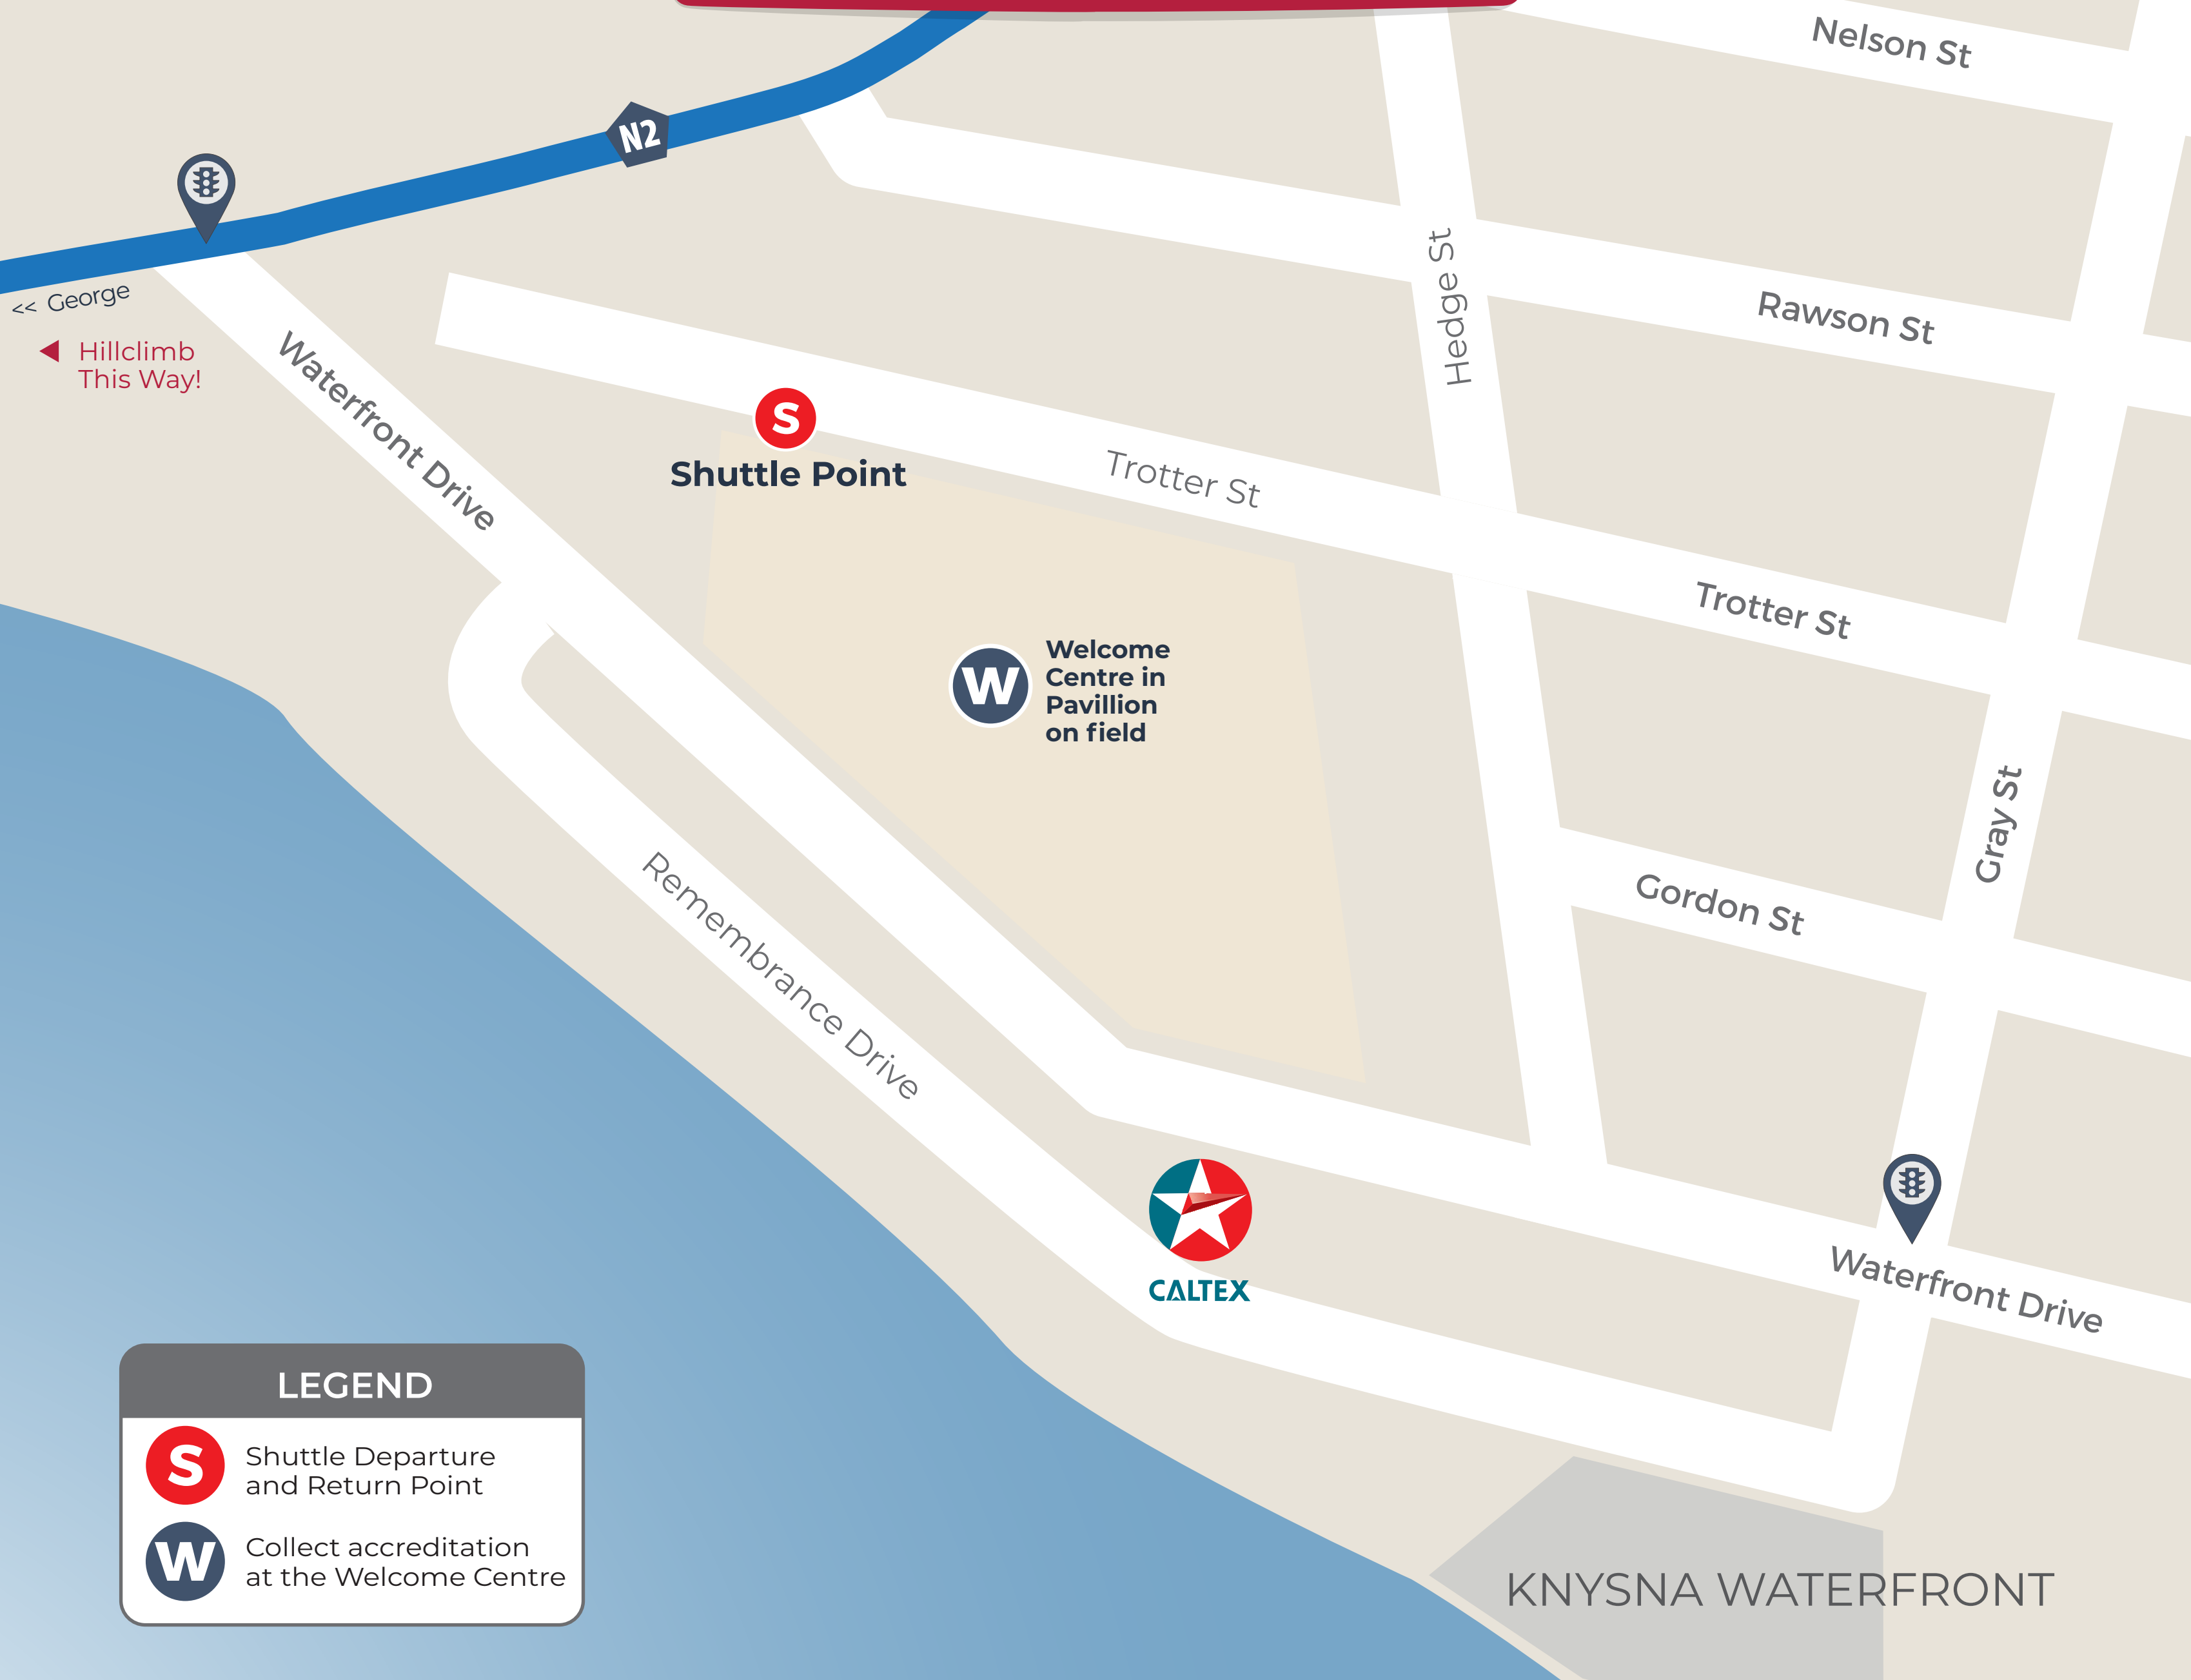 Nelson St
N2
<< George
Hillclimb
This Way!
Waterfront Drive
Hedge St
Rawson St
S
Shuttle Point
Trotter St
Trotter St
W
Welcome
Centre in
Pavillion
on field
Gray St
Gordon St
Remembrance Drive
CALTEX
Waterfront Drive
LEGEND
S
Shuttle Departure
and Return Point
W
Collect accreditation
at the Welcome Centre
KNYSNA WATERFRONT